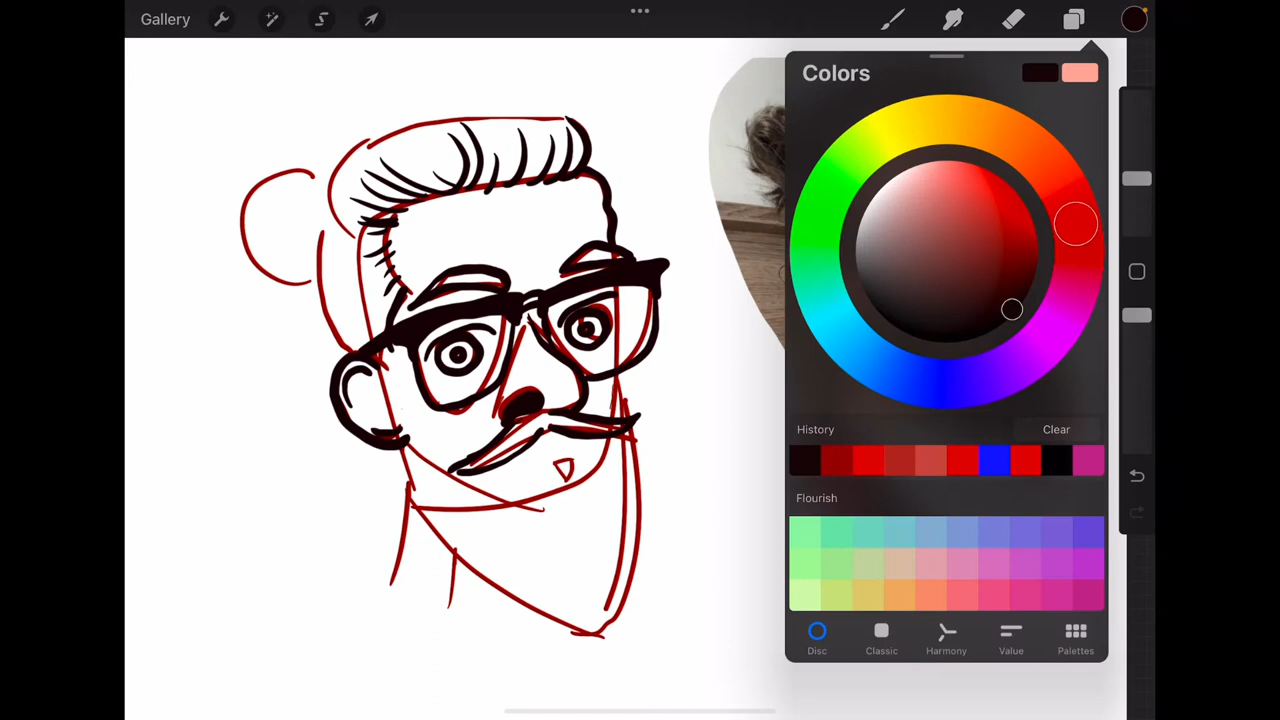 Gallery
Colors
History
Clear
Flourish
Disc
Classic
Harmony
Value
Palettes